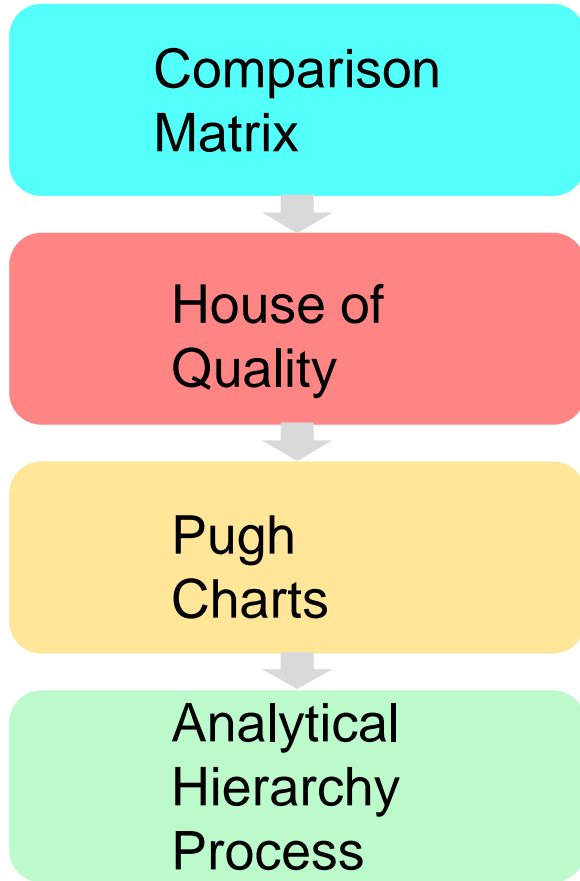 Comparison
Matrix
House of
Quality
Pugh
Charts
Analytical
Hierarchy
Process